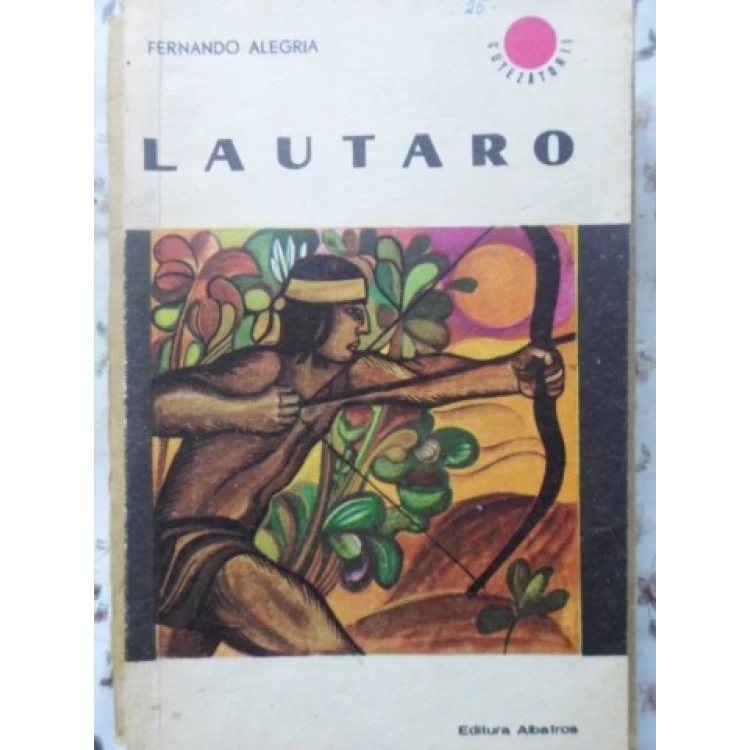 25.-
FERNANDO ALEGRIA
CUTEZĂTORII
LAUTARO
Editura Albatros